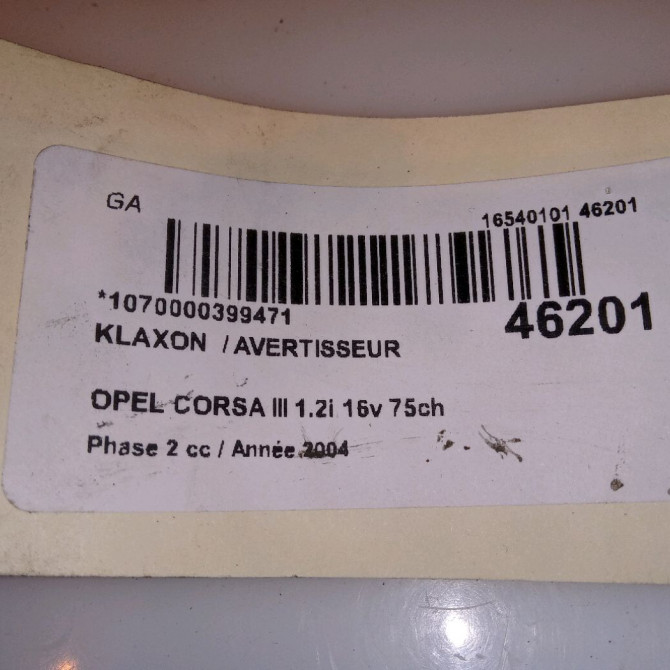 GA
16540101 46201
*1070000399471
46201
KLAXON / AVERTISSEUR
OPEL CORSA III 1.2i 16v 75ch
Phase 2 cc / Année 2004